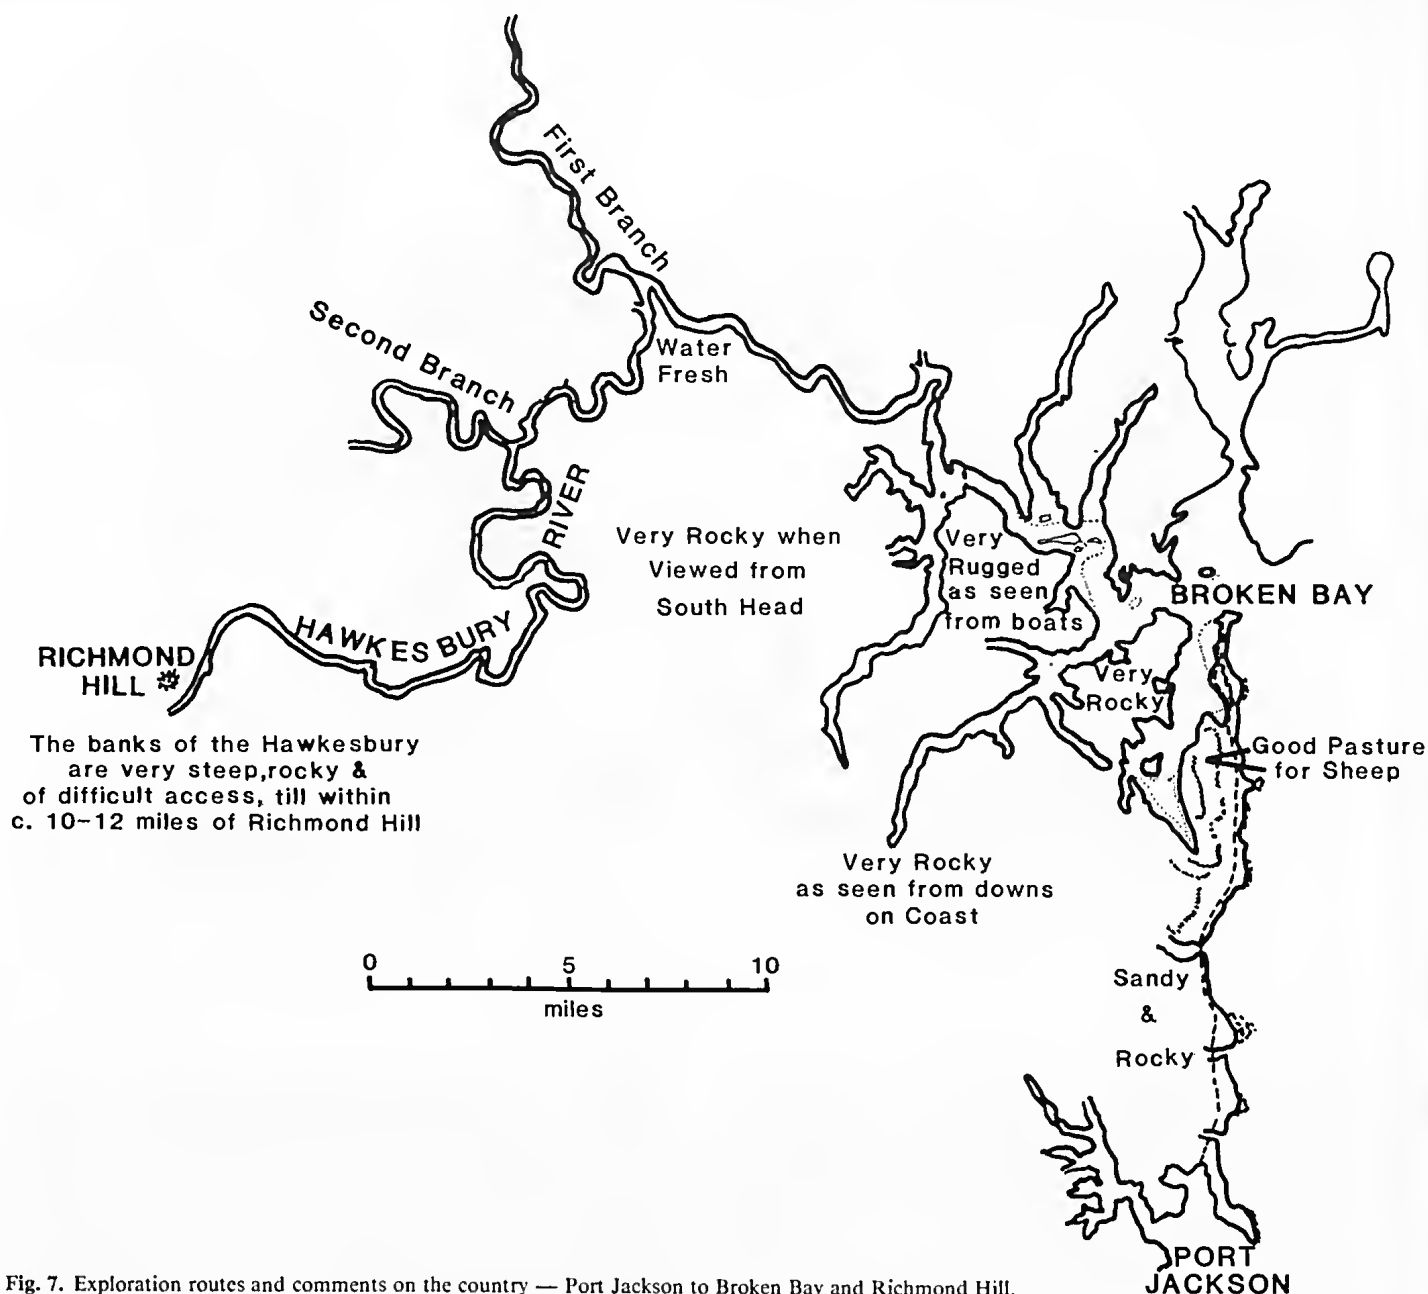 First Branch
Second Branch
Water
Fresh
RIVER
Very Rocky when
Viewed from
South Head
Very
Rugged
as seen
from boats
BROKEN BAY
HAWKESBURY
RICHMOND
HILL
Very
Rocky
The banks of the Hawkesbury
are very steep,rocky &
of difficult access, till within
c. 10-12 miles of Richmond Hill
Good Pasture
for Sheep
Very Rocky
as seen from downs
on Coast
0 5 10
miles
Sandy
&
Rocky
PORT
JACKSON
Fig. 7. Exploration routes and comments on the country — Port Jackson to Broken Bay and Richmond Hill.